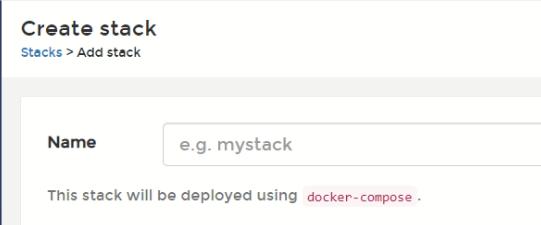 Create stack
Stacks > Add stack
Name
e.g. mystack
This stack will be deployed using docker-compose.